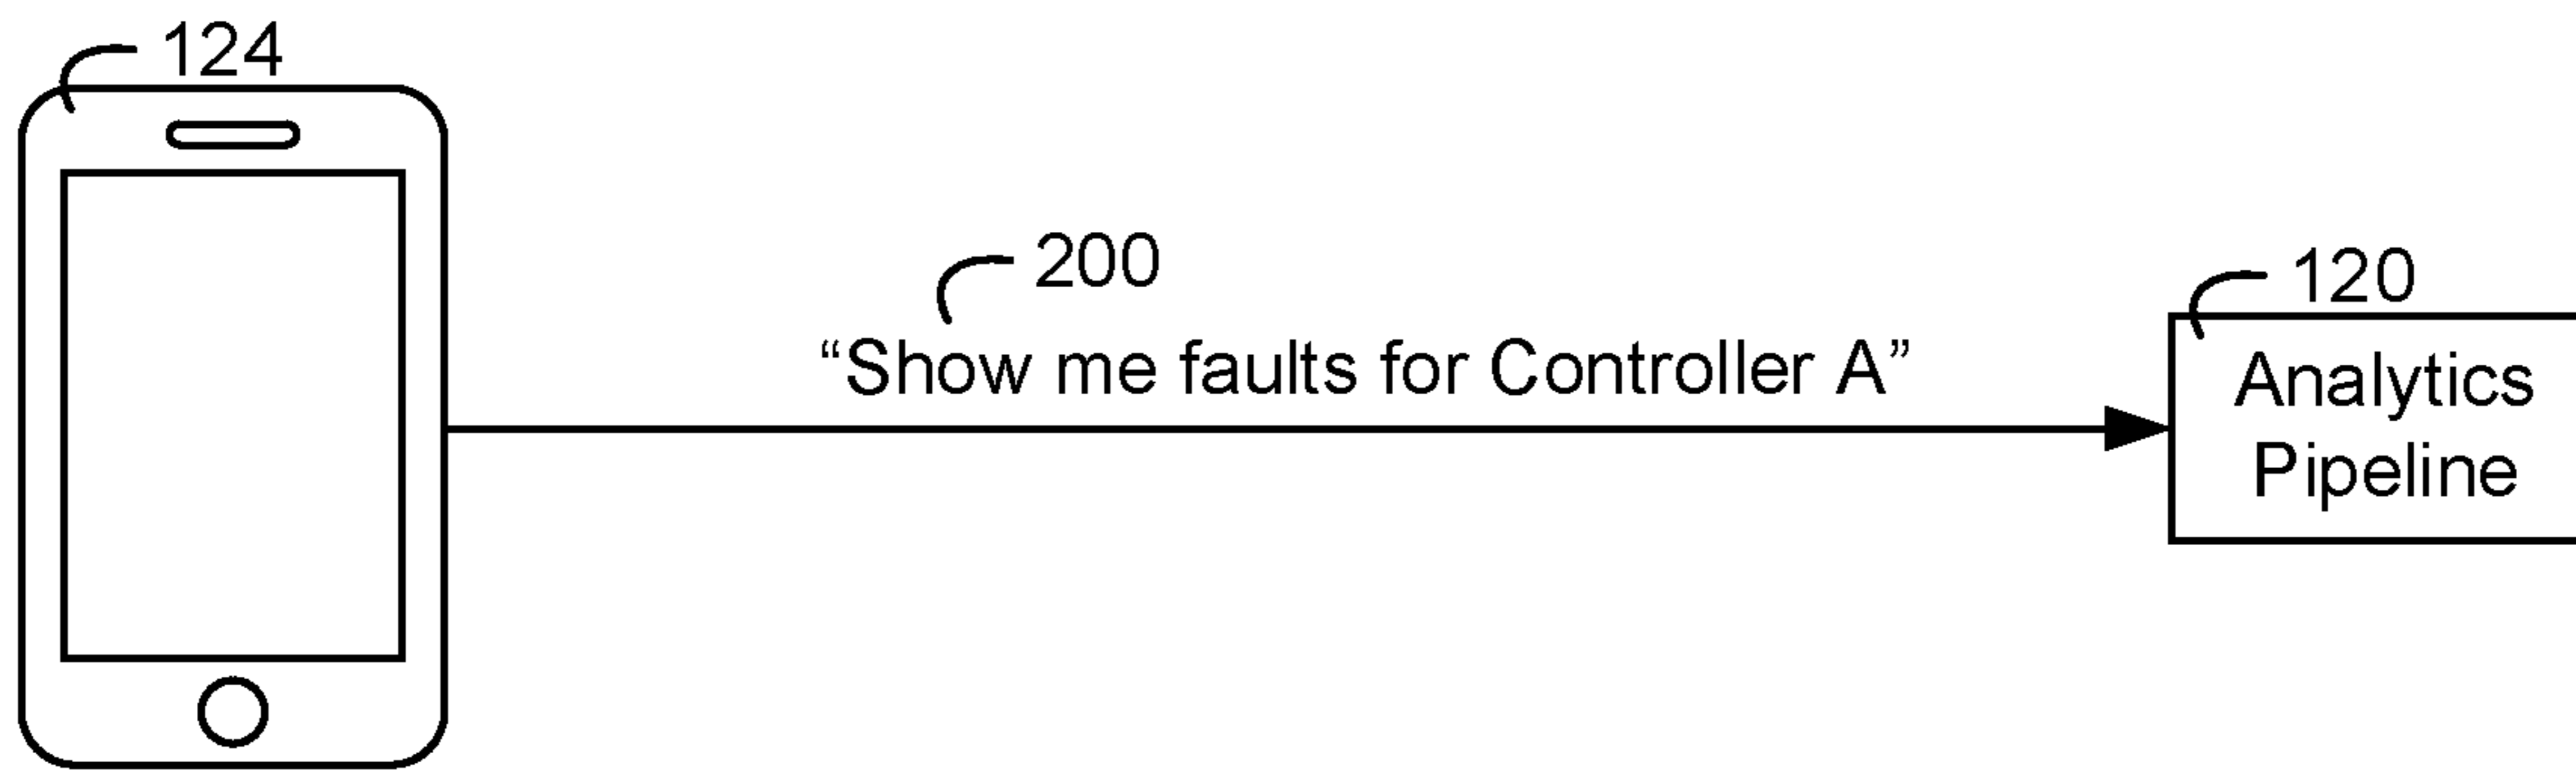 124
200
“Show me faults for Controller A”
120
Analytics
Pipeline